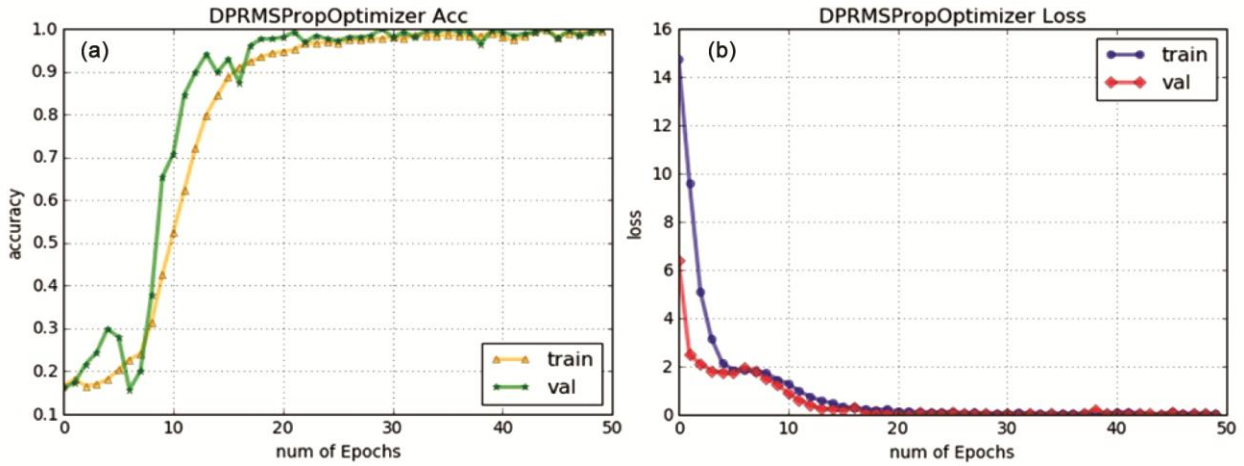 DPRMSPropOptimizer Acc
(a)
1.0
0.9
0.8
0.7
0.6
0.5
0.4
0.3
0.2
0.1
accuracy
train
val
0 10 20 30 40 50
num of Epochs
DPRMSPropOptimizer Loss
(b)
16
14
12
10
8
6
4
2
0
loss
train
val
0 10 20 30 40 50
num of Epochs